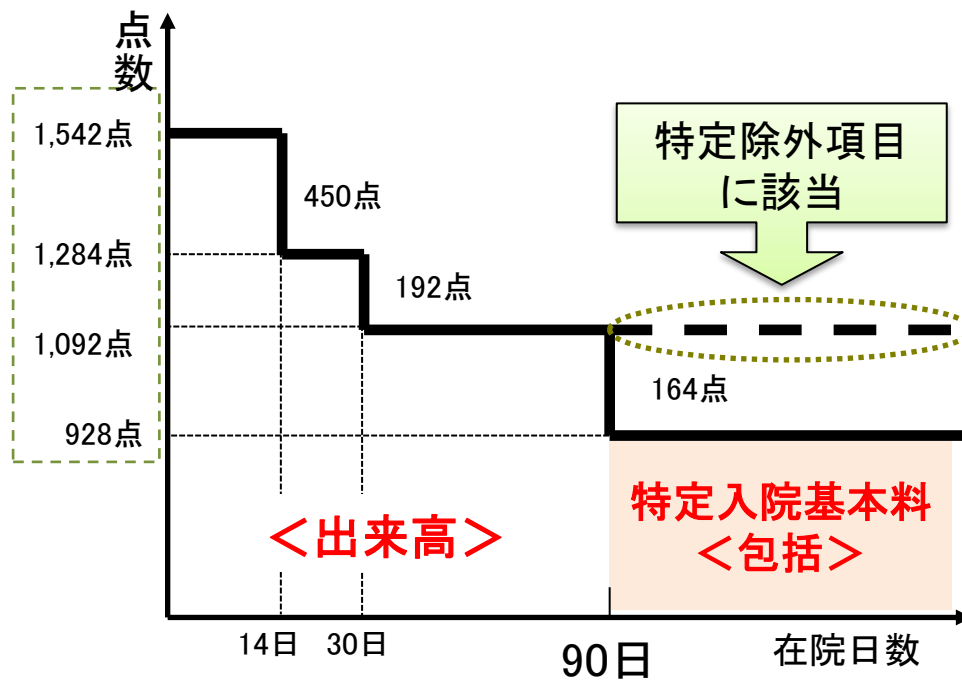 点
数
1,542点
450点
1,284点
192点
1,092点
928点
特定除外項目
に該当
164点
＜出来高＞
特定入院基本料
＜包括＞
14日
30日
90日
在院日数